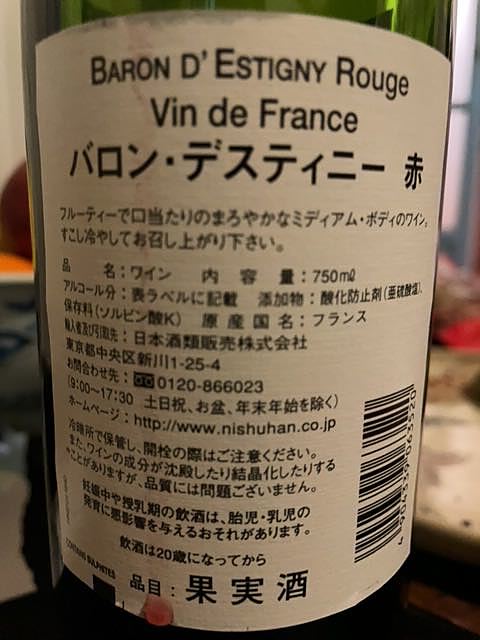 BARON D' ESTIGNY Rouge
Vin de France
バロン・デスティニー 赤
フルーティーで口当たりのまろやかなミディアム・ボディのワイン。
すこし冷やしてお召し上がり下さい。
品 名：ワイン 内 容 量：750mℓ
アルコール分：表ラベルに記載 添加物：酸化防止剤(亜硫酸塩)、
保存料(ソルビン酸K) 原 産 国 名：フランス
輸入者及び引取先：日本酒類販売株式会社
東京都中央区新川1-25-4
お問合わせ先：0120-866023
(9:00〜17:30 土日祝、お盆、年末年始を除く)
ホームページ：http://www.nishuhan.co.jp
冷暗所で保管し、開栓の際はご注意ください。
また、ワインの成分が沈殿したり結晶化したりする
ことがありますが、品質には問題ございません。
妊娠中や授乳期の飲酒は、胎児・乳児の
発育に悪影響を与えるおそれがあります。
飲酒は20歳になってから
CONTAINS SULPHITES
品目：果実酒
4 904539 063520